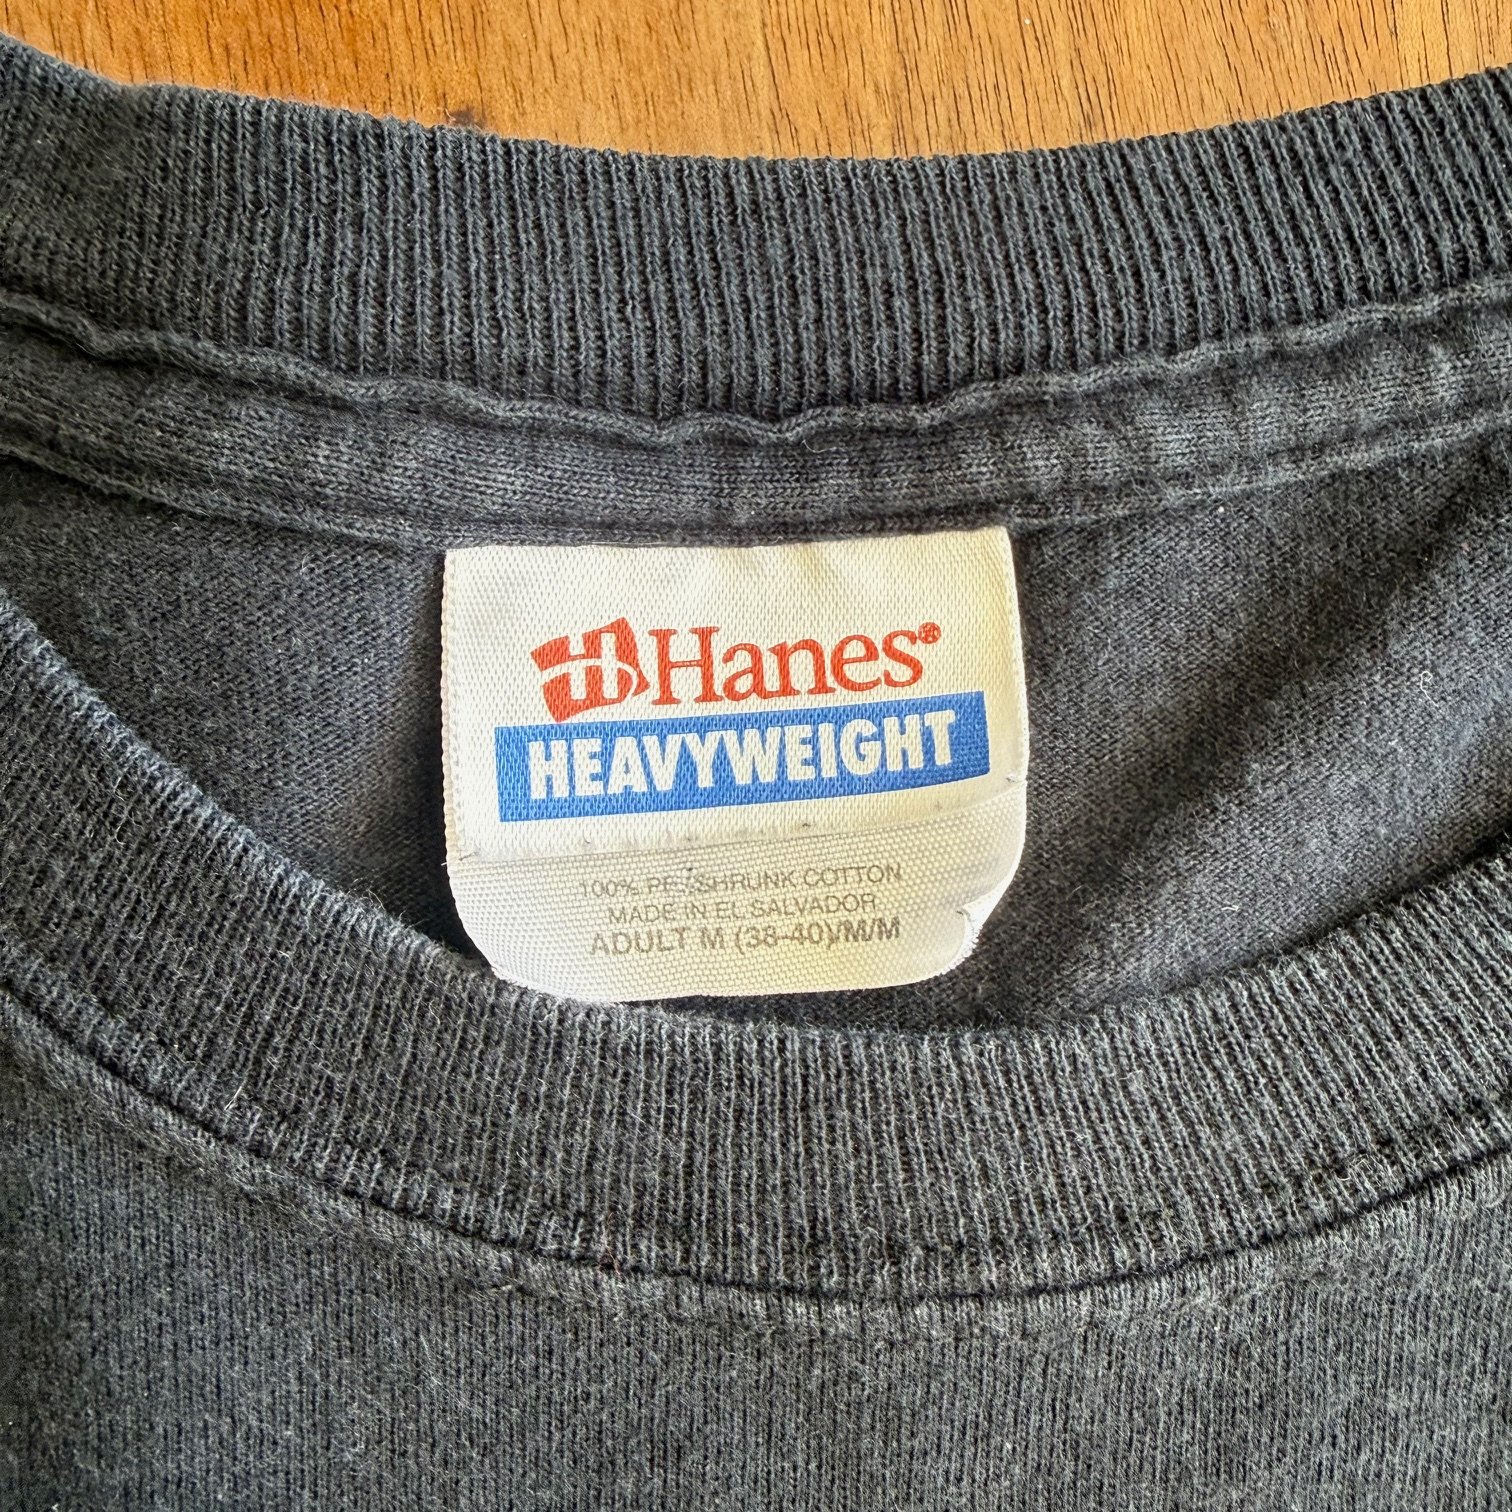 Hanes®
HEAVYWEIGHT
100% PRESHRUNK COTTON
MADE IN EL SALVADOR
ADULT M (38-40)/M/M